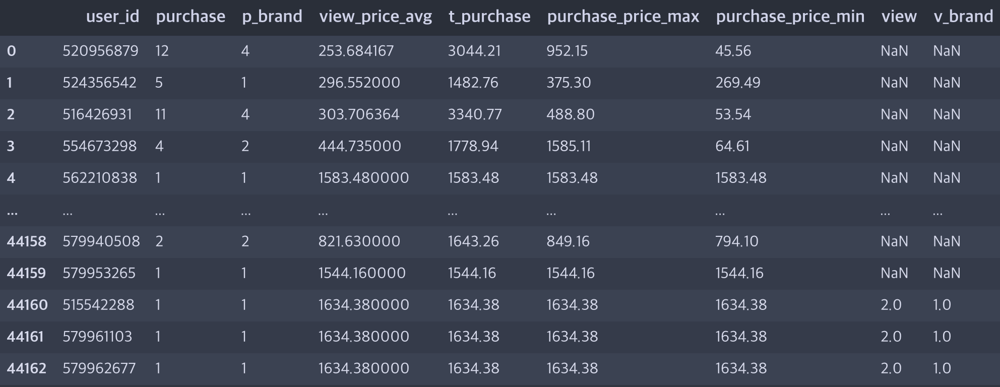 user_id purchase p_brand view_price_avg t_purchase purchase_price_max purchase_price_min view v_brand
0 520956879 12 4 253.684167 3044.21 952.15 45.56 NaN NaN
1 524356542 5 1 296.552000 1482.76 375.30 269.49 NaN NaN
2 516426931 11 4 303.706364 3340.77 488.80 53.54 NaN NaN
3 554673298 4 2 444.735000 1778.94 1585.11 64.61 NaN NaN
4 562210838 1 1 1583.480000 1583.48 1583.48 1583.48 NaN NaN
... ... ... ... ... ... ... ... ... ...
44158 579940508 2 2 821.630000 1643.26 849.16 794.10 NaN NaN
44159 579953265 1 1 1544.160000 1544.16 1544.16 1544.16 NaN NaN
44160 515542288 1 1 1634.380000 1634.38 1634.38 1634.38 2.0 1.0
44161 579961103 1 1 1634.380000 1634.38 1634.38 1634.38 2.0 1.0
44162 579962677 1 1 1634.380000 1634.38 1634.38 1634.38 2.0 1.0